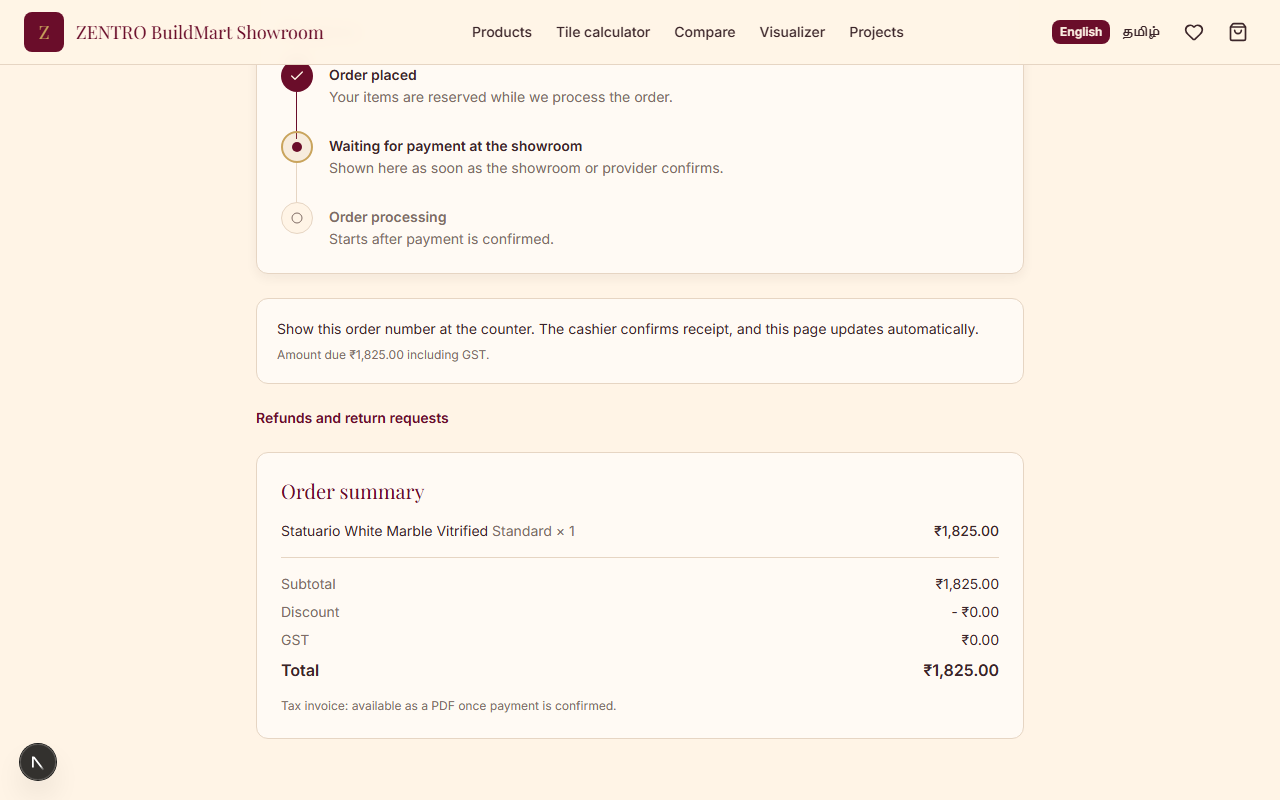 Z
ZENTRO BuildMart Showroom
Products
Tile calculator
Compare
Visualizer
Projects
English
தமிழ்
Order placed
Your items are reserved while we process the order.
Waiting for payment at the showroom
Shown here as soon as the showroom or provider confirms.
Order processing
Starts after payment is confirmed.
Show this order number at the counter. The cashier confirms receipt, and this page updates automatically.
Amount due ₹1,825.00 including GST.
Refunds and return requests
Order summary
Statuario White Marble Vitrified Standard × 1 ₹1,825.00
Subtotal ₹1,825.00
Discount - ₹0.00
GST ₹0.00
Total ₹1,825.00
Tax invoice: available as a PDF once payment is confirmed.